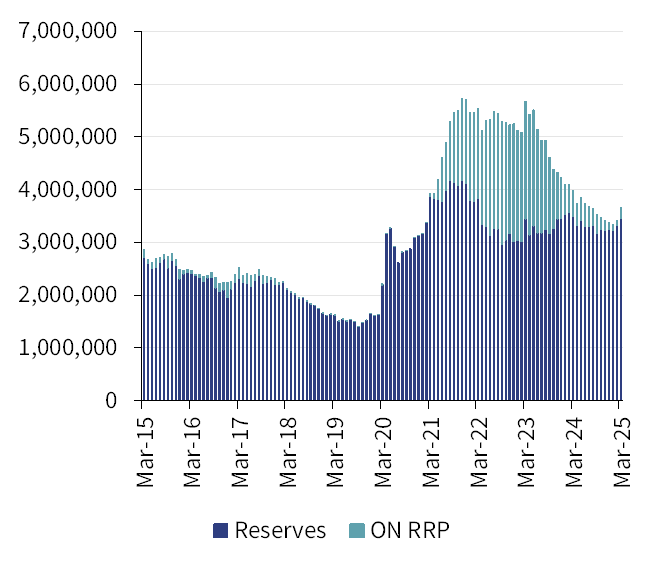 7,000,000
6,000,000
5,000,000
4,000,000
3,000,000
2,000,000
1,000,000
0
Mar-15
Mar-16
Mar-17
Mar-18
Mar-19
Mar-20
Mar-21
Mar-22
Mar-23
Mar-24
Mar-25
Reserves
ON RRP